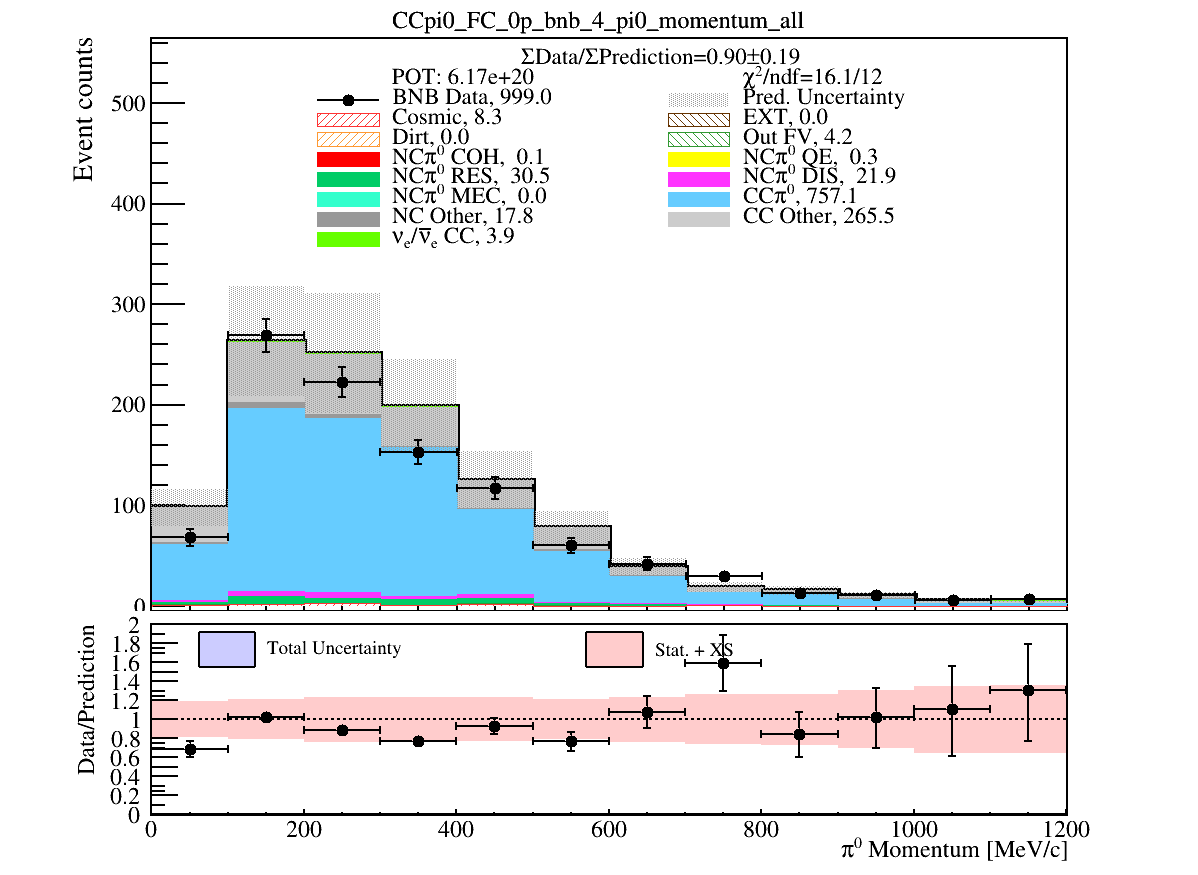 CCpi0_FC_0p_bnb_4_pi0_momentum_all
ΣData/ΣPrediction=0.90±0.19
POT: 6.17e+20 χ²/ndf=16.1/12
BNB Data, 999.0 Pred. Uncertainty
Cosmic, 8.3 EXT, 0.0
Dirt, 0.0 Out FV, 4.2
NCπ⁰ COH, 0.1 NCπ⁰ QE, 0.3
NCπ⁰ RES, 30.5 NCπ⁰ DIS, 21.9
NCπ⁰ MEC, 0.0 CCπ⁰, 757.1
NC Other, 17.8 CC Other, 265.5
νₑ/ν̅ₑ CC, 3.9
Event counts
500
400
300
200
100
0
Total Uncertainty Stat. + XS
Data/Prediction
2
1.8
1.6
1.4
1.2
1
0.8
0.6
0.4
0.2
0
0 200 400 600 800 1000 1200
π⁰ Momentum [MeV/c]